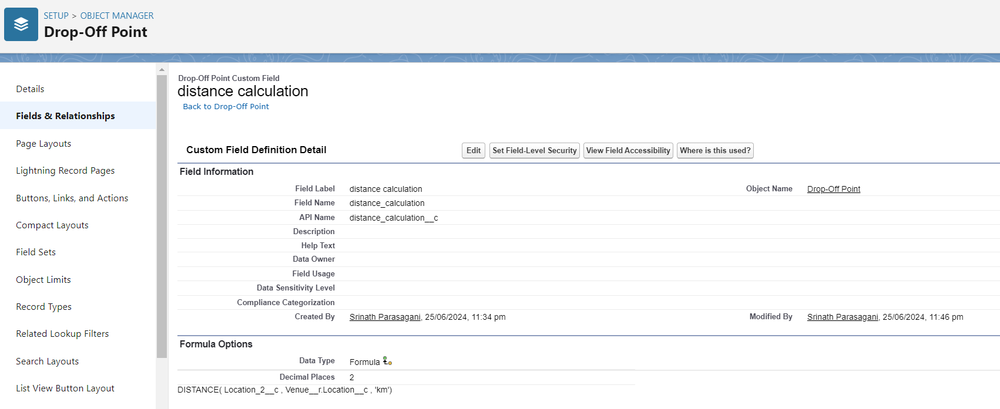 SETUP > OBJECT MANAGER
Drop-Off Point
Details
Fields & Relationships
Page Layouts
Lightning Record Pages
Buttons, Links, and Actions
Compact Layouts
Field Sets
Object Limits
Record Types
Related Lookup Filters
Search Layouts
List View Button Layout
Drop-Off Point Custom Field
distance calculation
Back to Drop-Off Point
Custom Field Definition Detail Edit Set Field-Level Security View Field Accessibility Where is this used?
Field Information
Field Label distance calculation Object Name Drop-Off Point
Field Name distance_calculation
API Name distance_calculation__c
Description
Help Text
Data Owner
Field Usage
Data Sensitivity Level
Compliance Categorization
Created By Srinath Parasagani, 25/06/2024, 11:34 pm Modified By Srinath Parasagani, 25/06/2024, 11:46 pm
Formula Options
Data Type Formula
Decimal Places 2
DISTANCE( Location_2__c , Venue__r.Location__c , 'km')